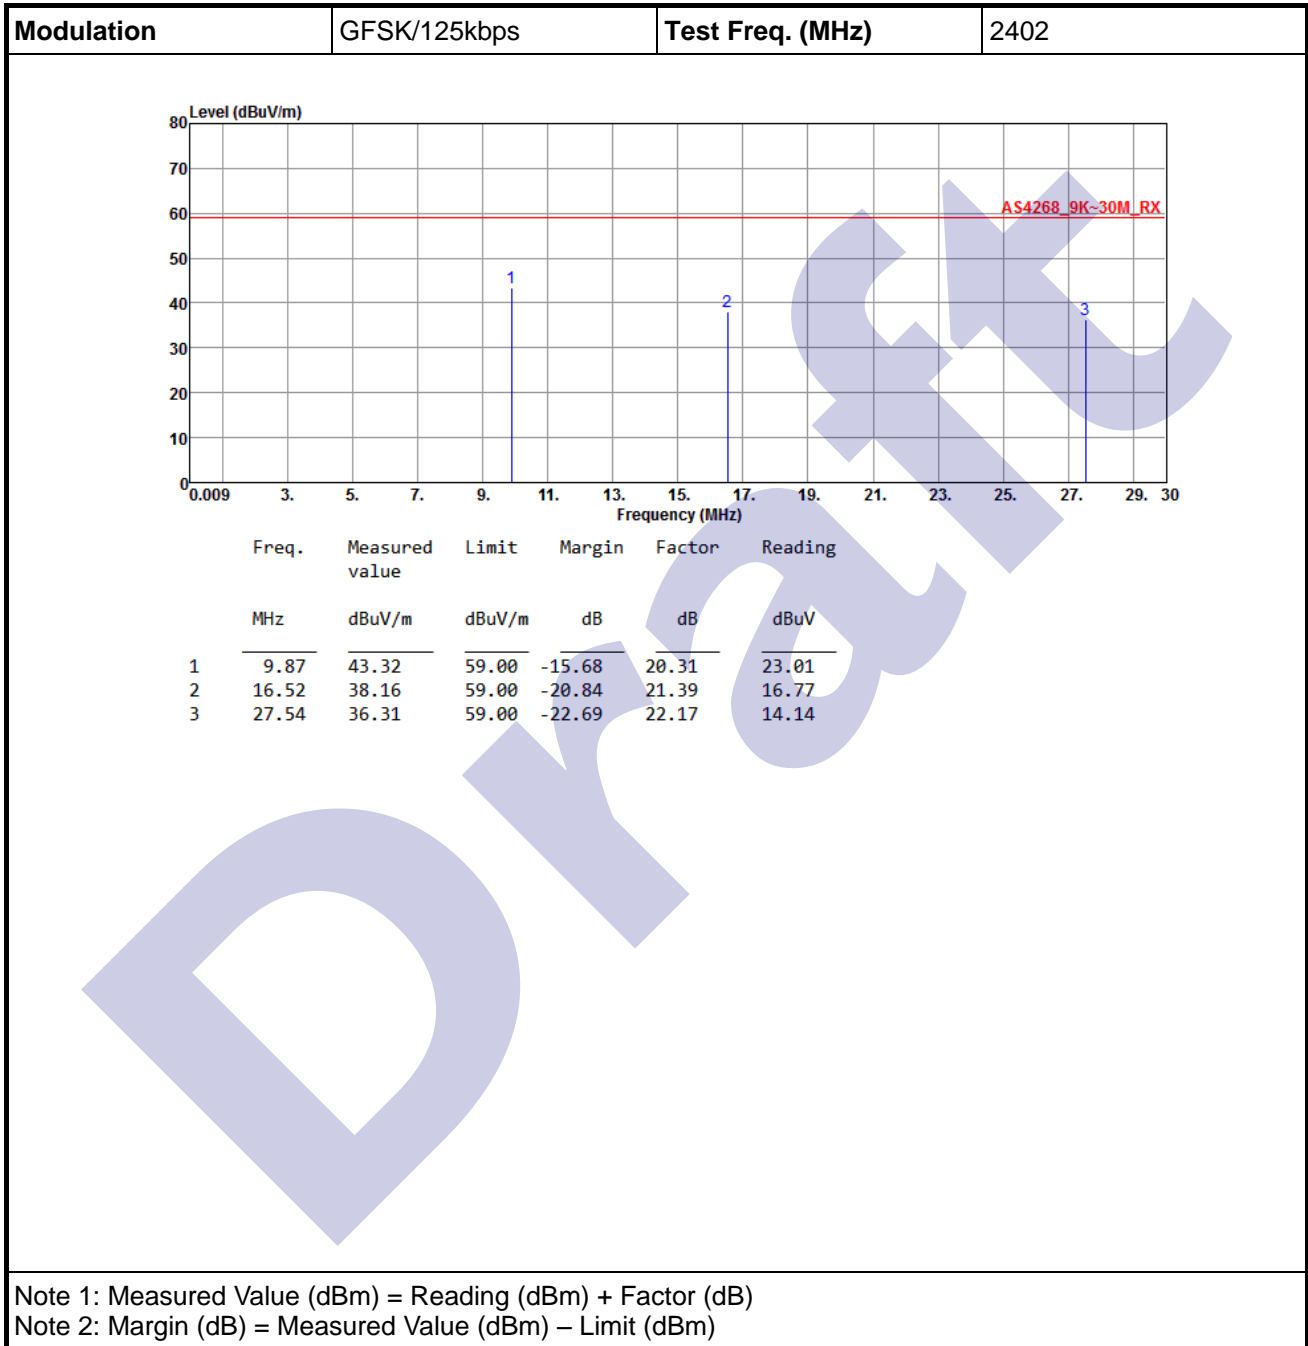 Modulation GFSK/125kbps Test Freq. (MHz) 2402
Level (dBuV/m)
80
70
60
AS4268_9K~30M_RX
50
1
40
2
3
30
20
10
0
0.009 3. 5. 7. 9. 11. 13. 15. 17. 19. 21. 23. 25. 27. 29. 30
Frequency (MHz)
Freq. Measured Limit Margin Factor Reading
value
MHz dBuV/m dBuV/m dB dB dBuV
1 9.87 43.32 59.00 -15.68 20.31 23.01
2 16.52 38.16 59.00 -20.84 21.39 16.77
3 27.54 36.31 59.00 -22.69 22.17 14.14
Draft
Note 1: Measured Value (dBm) = Reading (dBm) + Factor (dB)
Note 2: Margin (dB) = Measured Value (dBm) – Limit (dBm)